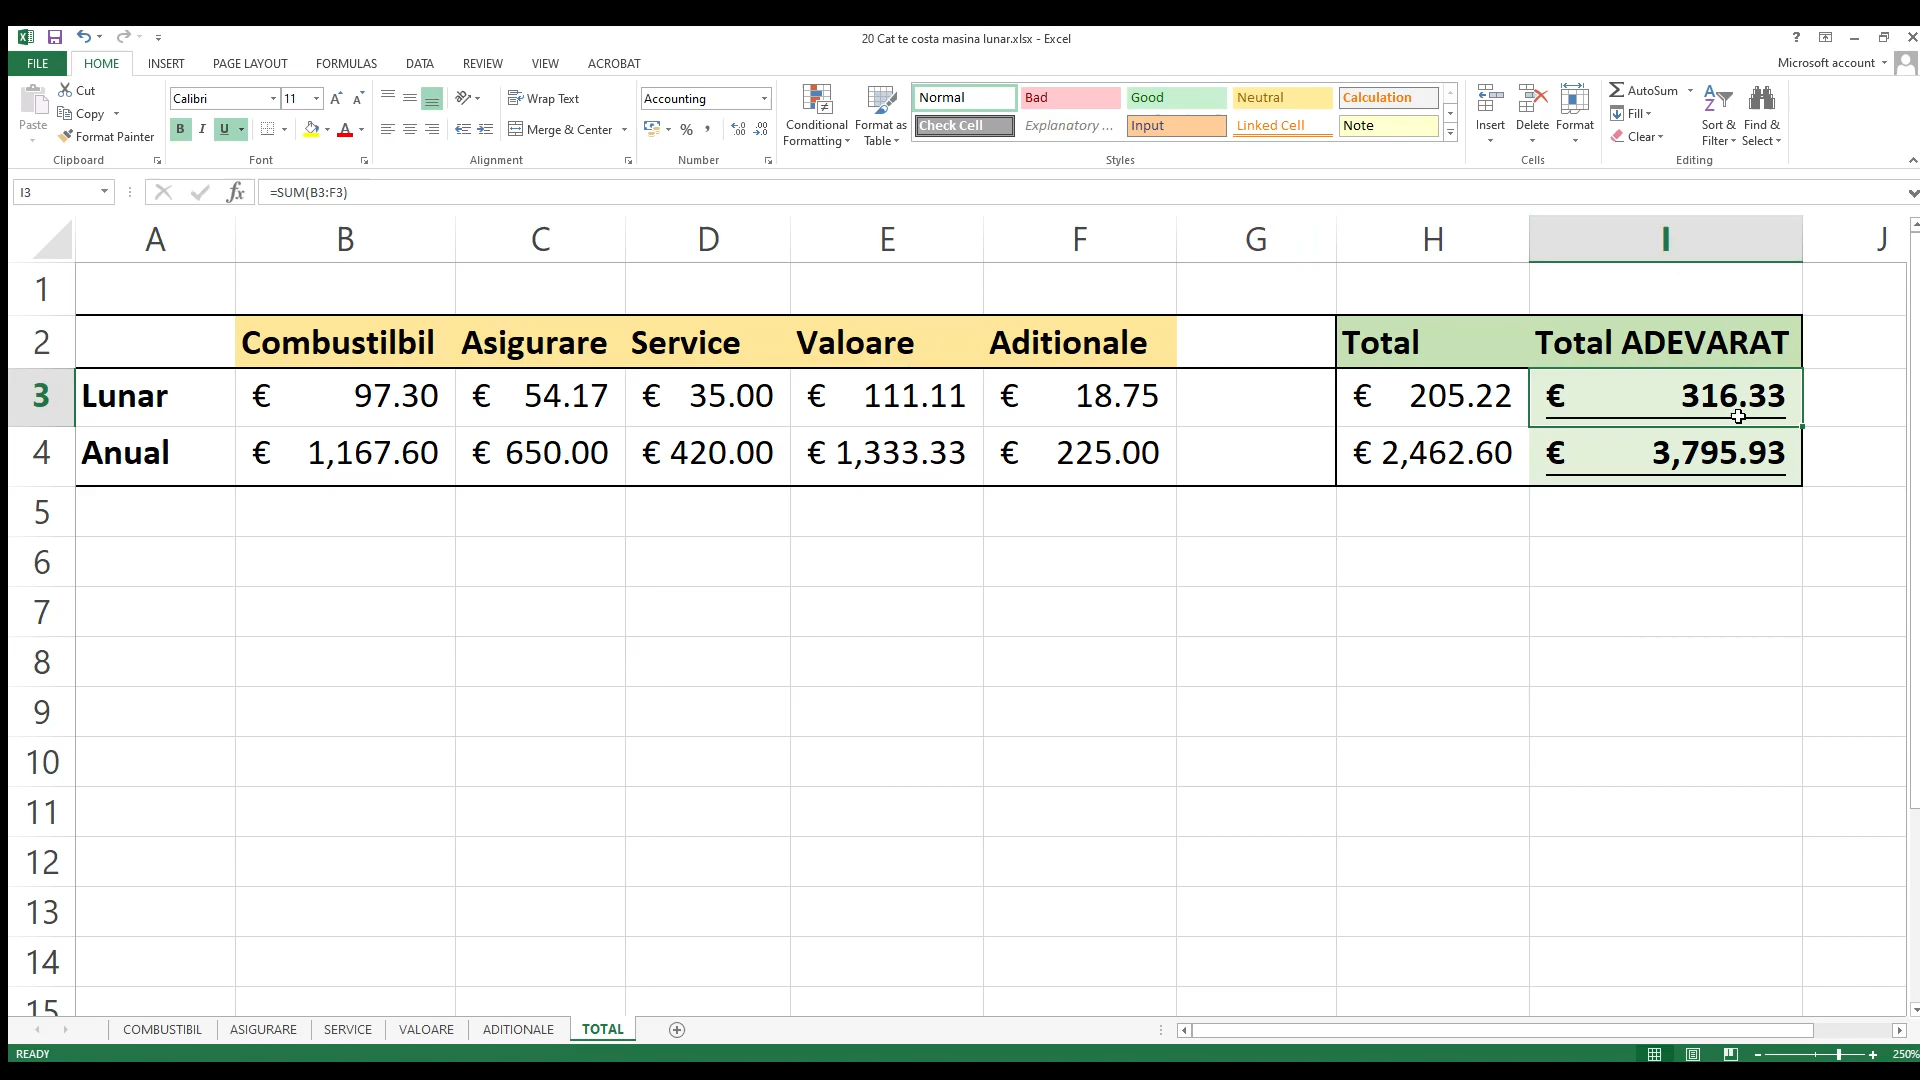 20 Cat te costa masina lunar.xlsx - Excel
?
FILE HOME INSERT PAGE LAYOUT FORMULAS DATA REVIEW VIEW ACROBAT Microsoft account
Paste
Cut
Copy
Format Painter
Clipboard
Calibri 11
B I U
Font
Wrap Text
Merge & Center
Alignment
Accounting
%
Number
Conditional Formatting
Format as Table
Normal Bad Good Neutral Calculation
Check Cell Explanatory ... Input Linked Cell Note
Styles
Insert Delete Format
Cells
AutoSum
Fill
Clear
Sort & Filter
Find & Select
Editing
I3 fx =SUM(B3:F3)
A B C D E F G H I J
1
2 Combustilbil Asigurare Service Valoare Aditionale Total Total ADEVARAT
3 Lunar € 97.30 € 54.17 € 35.00 € 111.11 € 18.75 € 205.22 € 316.33
4 Anual € 1,167.60 € 650.00 € 420.00 € 1,333.33 € 225.00 € 2,462.60 € 3,795.93
5
6
7
8
9
10
11
12
13
14
15
COMBUSTIBIL ASIGURARE SERVICE VALOARE ADITIONALE TOTAL
READY 250%